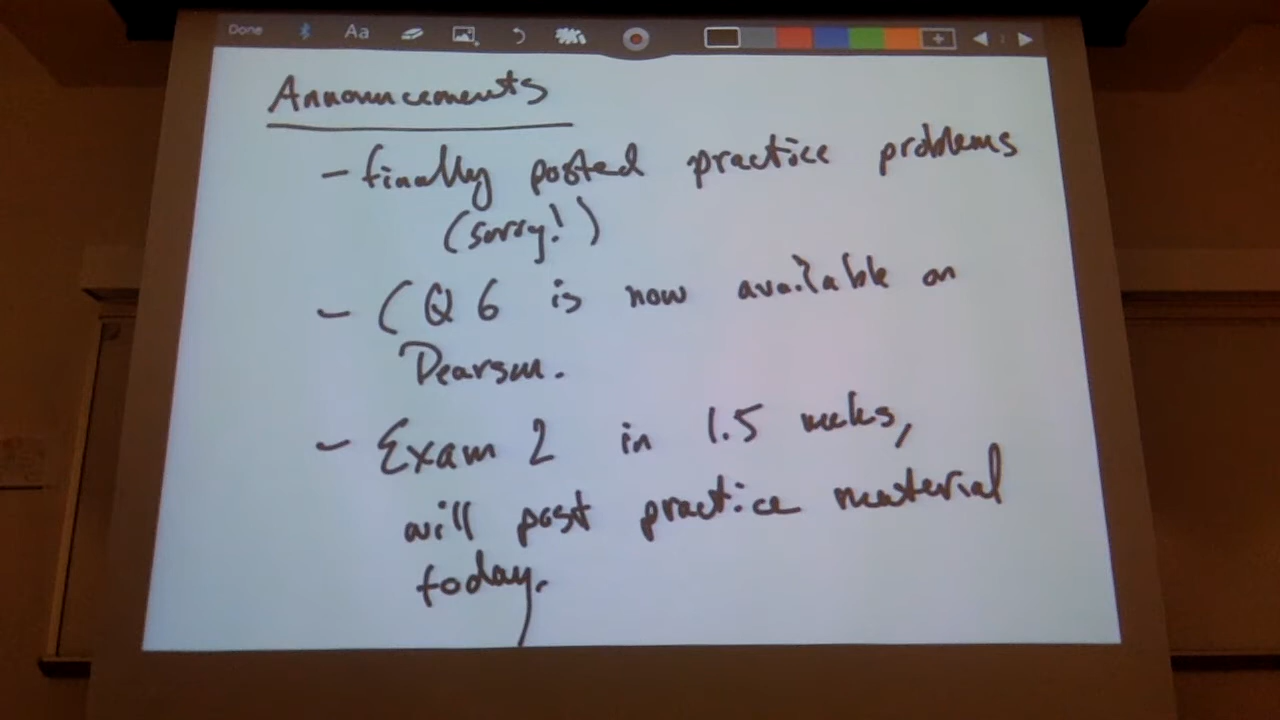 Done Aa
Announcements
- finally posted practice problems
(sorry!)
- CQ 6 is now available on
Pearson.
- Exam 2 in 1.5 weeks,
will post practice material
today.